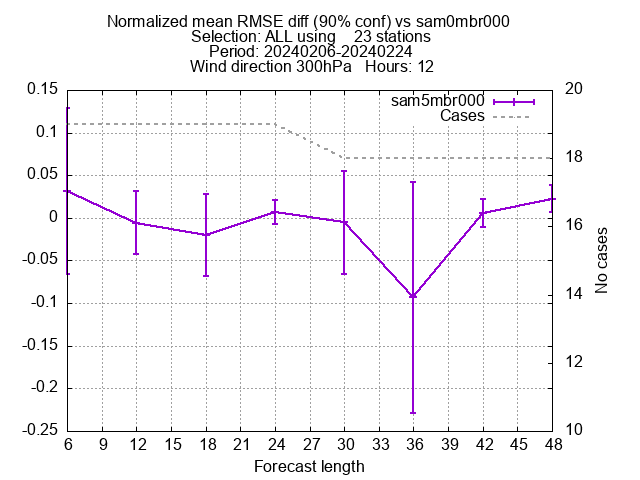 Normalized mean RMSE diff (90% conf) vs sam0mbr000
Selection: ALL using    23 stations
Period: 20240206-20240224
Wind direction 300hPa   Hours: 12
sam5mbr000
Cases
0.15
0.1
0.05
0
-0.05
-0.1
-0.15
-0.2
-0.25
20
18
16
14
12
10
No cases
6 9 12 15 18 21 24 27 30 33 36 39 42 45 48
Forecast length